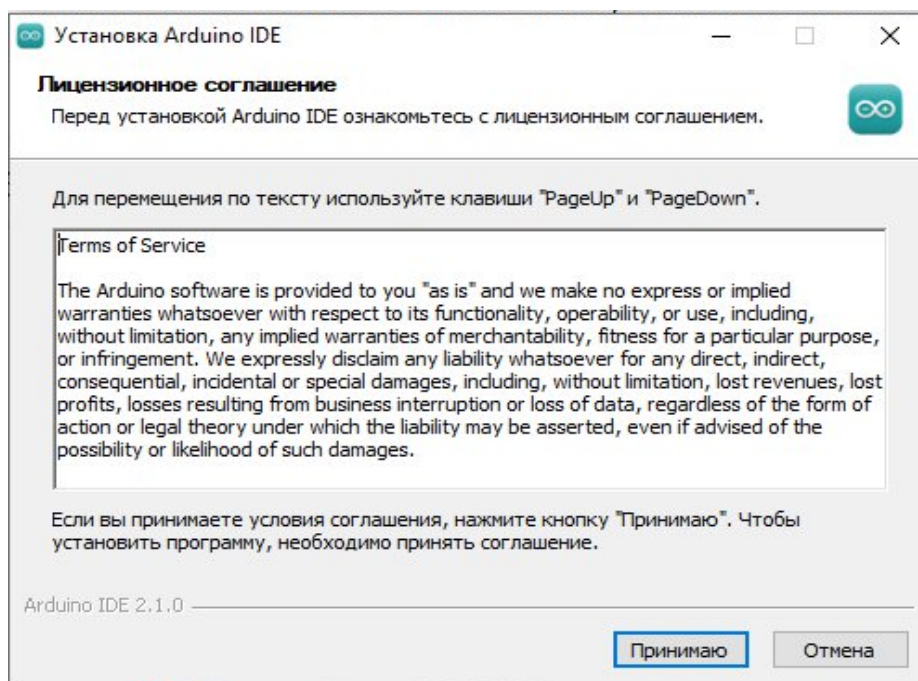 Установка Arduino IDE
Лицензионное соглашение
Перед установкой Arduino IDE ознакомьтесь с лицензионным соглашением.
Для перемещения по тексту используйте клавиши "PageUp" и "PageDown".
Terms of Service
The Arduino software is provided to you "as is" and we make no express or implied
warranties whatsoever with respect to its functionality, operability, or use, including,
without limitation, any implied warranties of merchantability, fitness for a particular purpose,
or infringement. We expressly disclaim any liability whatsoever for any direct, indirect,
consequential, incidental or special damages, including, without limitation, lost revenues, lost
profits, losses resulting from business interruption or loss of data, regardless of the form of
action or legal theory under which the liability may be asserted, even if advised of the
possibility or likelihood of such damages.
Если вы принимаете условия соглашения, нажмите кнопку "Принимаю". Чтобы
установить программу, необходимо принять соглашение.
Arduino IDE 2.1.0
Принимаю
Отмена